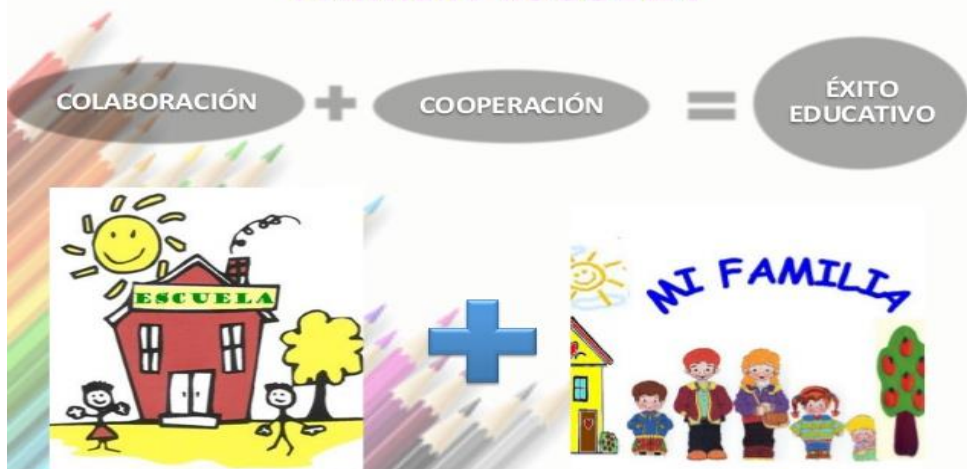 COLABORACIÓN + COOPERACIÓN = ÉXITO
EDUCATIVO
ESCUELA
MI FAMILIA